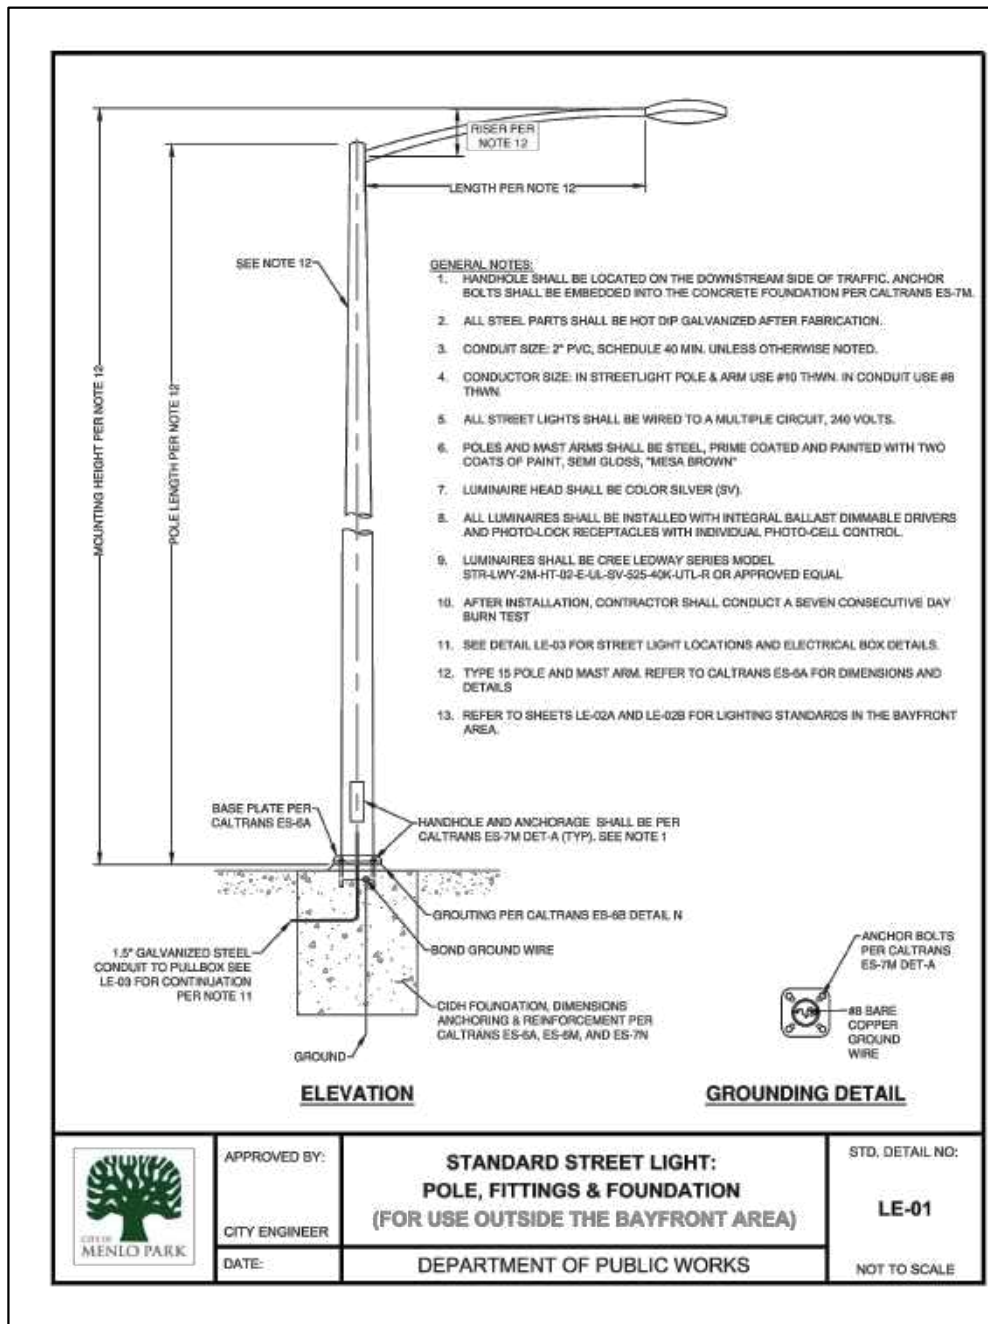 RISER PER
NOTE 12
LENGTH PER NOTE 12
SEE NOTE 12
MOUNTING HEIGHT PER NOTE 12
POLE LENGTH PER NOTE 12
GENERAL NOTES:
1. HANDHOLE SHALL BE LOCATED ON THE DOWNSTREAM SIDE OF TRAFFIC. ANCHOR
BOLTS SHALL BE EMBEDDED INTO THE CONCRETE FOUNDATION PER CALTRANS ES-7M.
2. ALL STEEL PARTS SHALL BE HOT DIP GALVANIZED AFTER FABRICATION.
3. CONDUIT SIZE: 2" PVC, SCHEDULE 40 MIN. UNLESS OTHERWISE NOTED.
4. CONDUCTOR SIZE: IN STREETLIGHT POLE & ARM USE #10 THWN. IN CONDUIT USE #8
THWN
5. ALL STREET LIGHTS SHALL BE WIRED TO A MULTIPLE CIRCUIT, 240 VOLTS.
6. POLES AND MAST ARMS SHALL BE STEEL, PRIME COATED AND PAINTED WITH TWO
COATS OF PAINT, SEMI GLOSS, "MESA BROWN"
7. LUMINAIRE HEAD SHALL BE COLOR SILVER (SV).
8. ALL LUMINAIRES SHALL BE INSTALLED WITH INTEGRAL BALLAST DIMMABLE DRIVERS
AND PHOTO-LOCK RECEPTACLES WITH INDIVIDUAL PHOTO-CELL CONTROL.
9. LUMINAIRES SHALL BE CREE LEDWAY SERIES MODEL
STR-LWY-2M-HT-02-E-UL-SV-525-40K-UTL-R OR APPROVED EQUAL
10. AFTER INSTALLATION, CONTRACTOR SHALL CONDUCT A SEVEN CONSECUTIVE DAY
BURN TEST
11. SEE DETAIL LE-03 FOR STREET LIGHT LOCATIONS AND ELECTRICAL BOX DETAILS.
12. TYPE 15 POLE AND MAST ARM. REFER TO CALTRANS ES-6A FOR DIMENSIONS AND
DETAILS
13. REFER TO SHEETS LE-02A AND LE-02B FOR LIGHTING STANDARDS IN THE BAYFRONT
AREA.
BASE PLATE PER
CALTRANS ES-6A
HANDHOLE AND ANCHORAGE SHALL BE PER
CALTRANS ES-7M DET-A (TYP). SEE NOTE 1
GROUTING PER CALTRANS ES-6B DETAIL N
BOND GROUND WIRE
1.5" GALVANIZED STEEL
CONDUIT TO PULLBOX SEE
LE-03 FOR CONTINUATION
PER NOTE 11
CIDH FOUNDATION, DIMENSIONS
ANCHORING & REINFORCEMENT PER
CALTRANS ES-6A, ES-6M, AND ES-7N
GROUND
ANCHOR BOLTS
PER CALTRANS
ES-7M DET-A
#8 BARE
COPPER
GROUND
WIRE
ELEVATION
GROUNDING DETAIL
CITY OF
MENLO PARK
APPROVED BY:
CITY ENGINEER
DATE:
STANDARD STREET LIGHT:
POLE, FITTINGS & FOUNDATION
(FOR USE OUTSIDE THE BAYFRONT AREA)
DEPARTMENT OF PUBLIC WORKS
STD. DETAIL NO:
LE-01
NOT TO SCALE